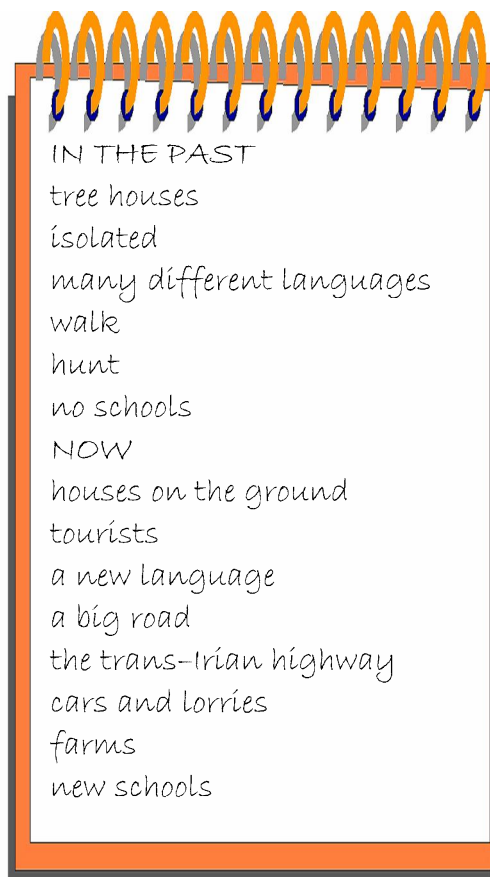 IN THE PAST
tree houses
isolated
many different languages
walk
hunt
no schools
NOW
houses on the ground
tourists
a new language
a big road
the trans-Irian highway
cars and lorries
farms
new schools